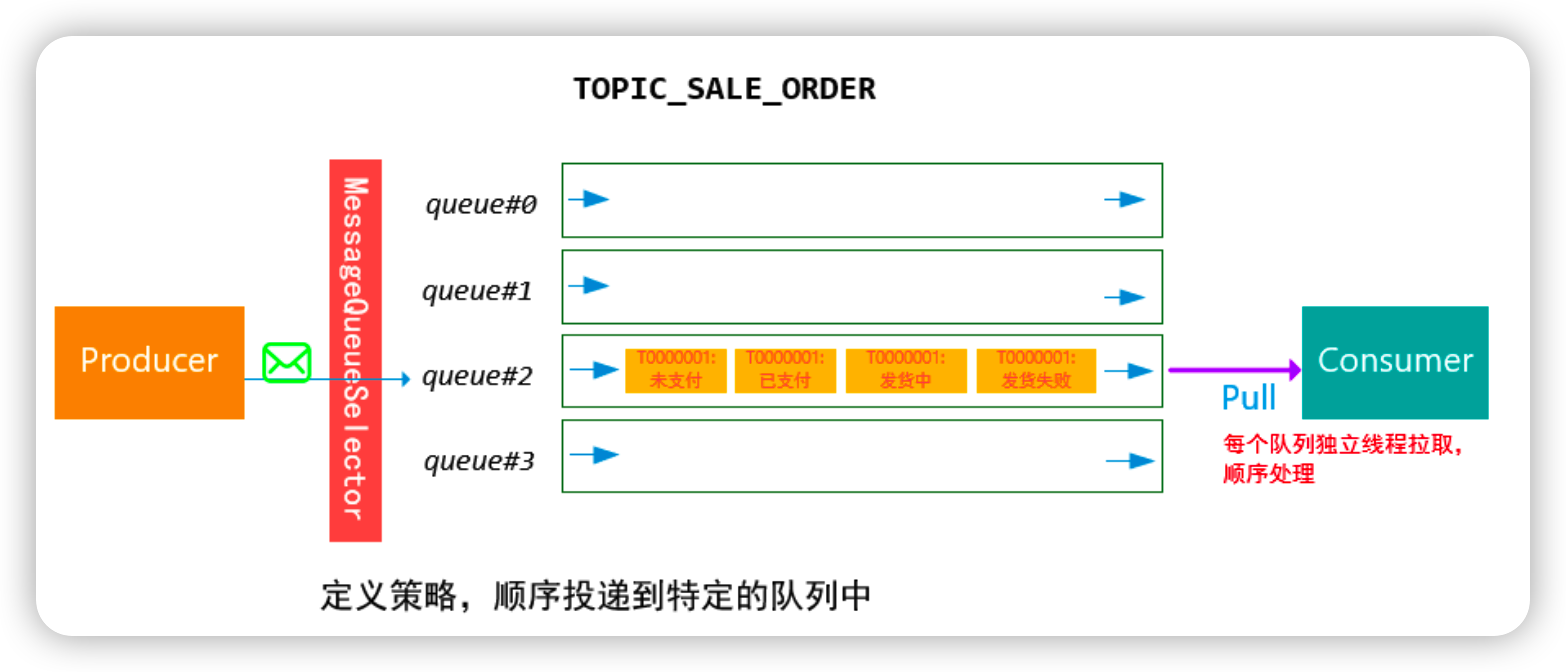 TOPIC_SALE_ORDER
MessageQueueSelector
queue#0
queue#1
Producer
queue#2
T0000001:
未支付
T0000001:
已支付
T0000001:
发货中
T0000001:
发货失败
Consumer
Pull
每个队列独立线程拉取，
顺序处理
queue#3
定义策略，顺序投递到特定的队列中